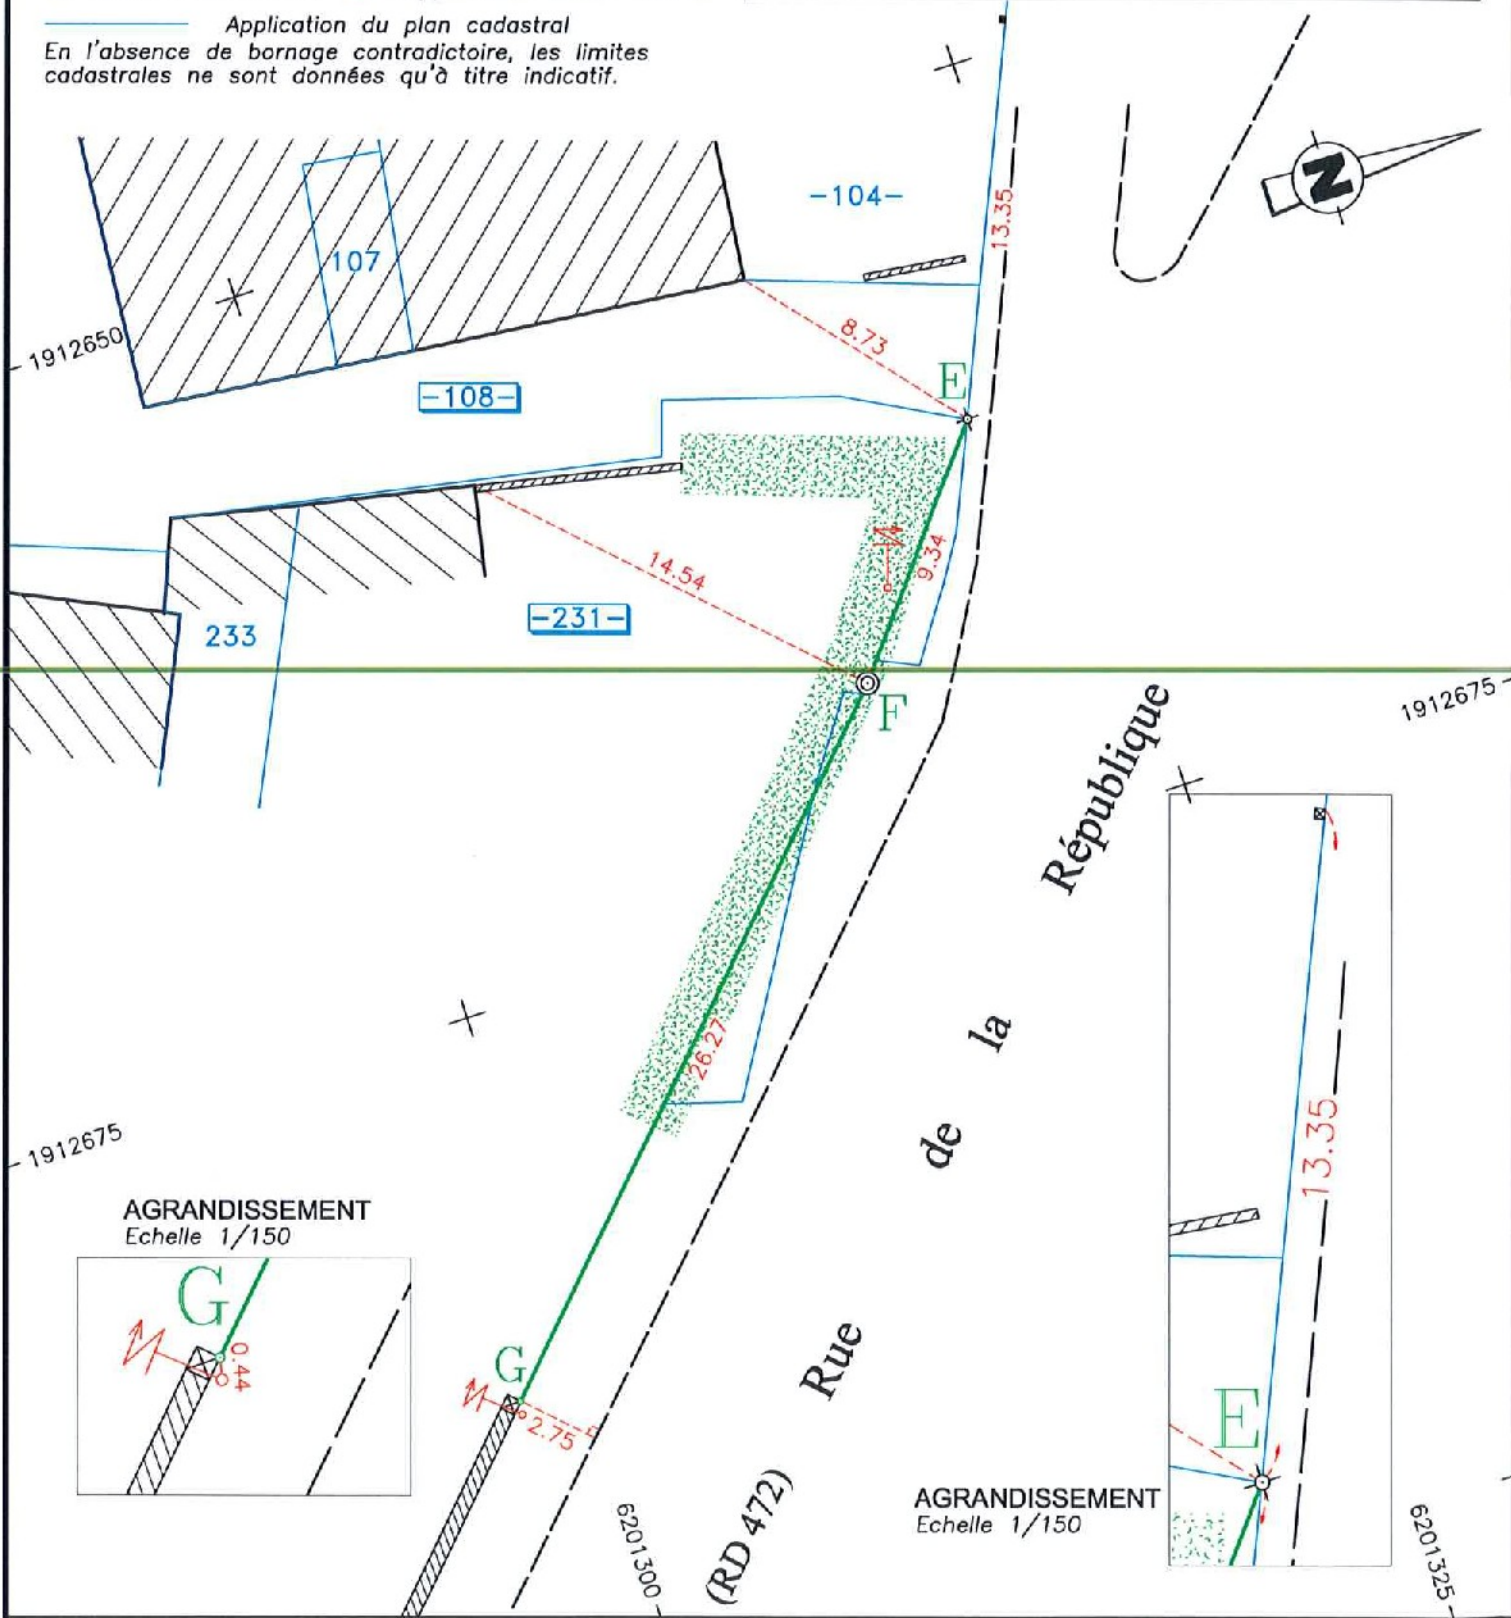 Application du plan cadastral
En l'absence de bornage contradictoire, les limites
cadastrales ne sont données qu'à titre indicatif.
-104-
13.35
N
107
1912650
8.73
E
-108-
14.54
9.34
-231-
233
F
1912675
République
la
de
Rue
(RD 472)
26.27
1912675
AGRANDISSEMENT
Echelle 1/150
G
0.44
G
2.75
13.35
E
AGRANDISSEMENT
Echelle 1/150
6201300
6201325